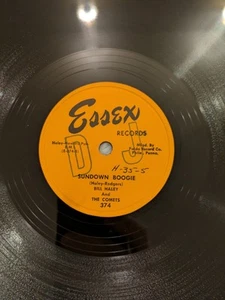 Essex
RECORDS
D J
H-35-5
SUNDOWN BOOGIE
(Haley-Rodgers)
BILL HALEY
And
THE COMETS
374